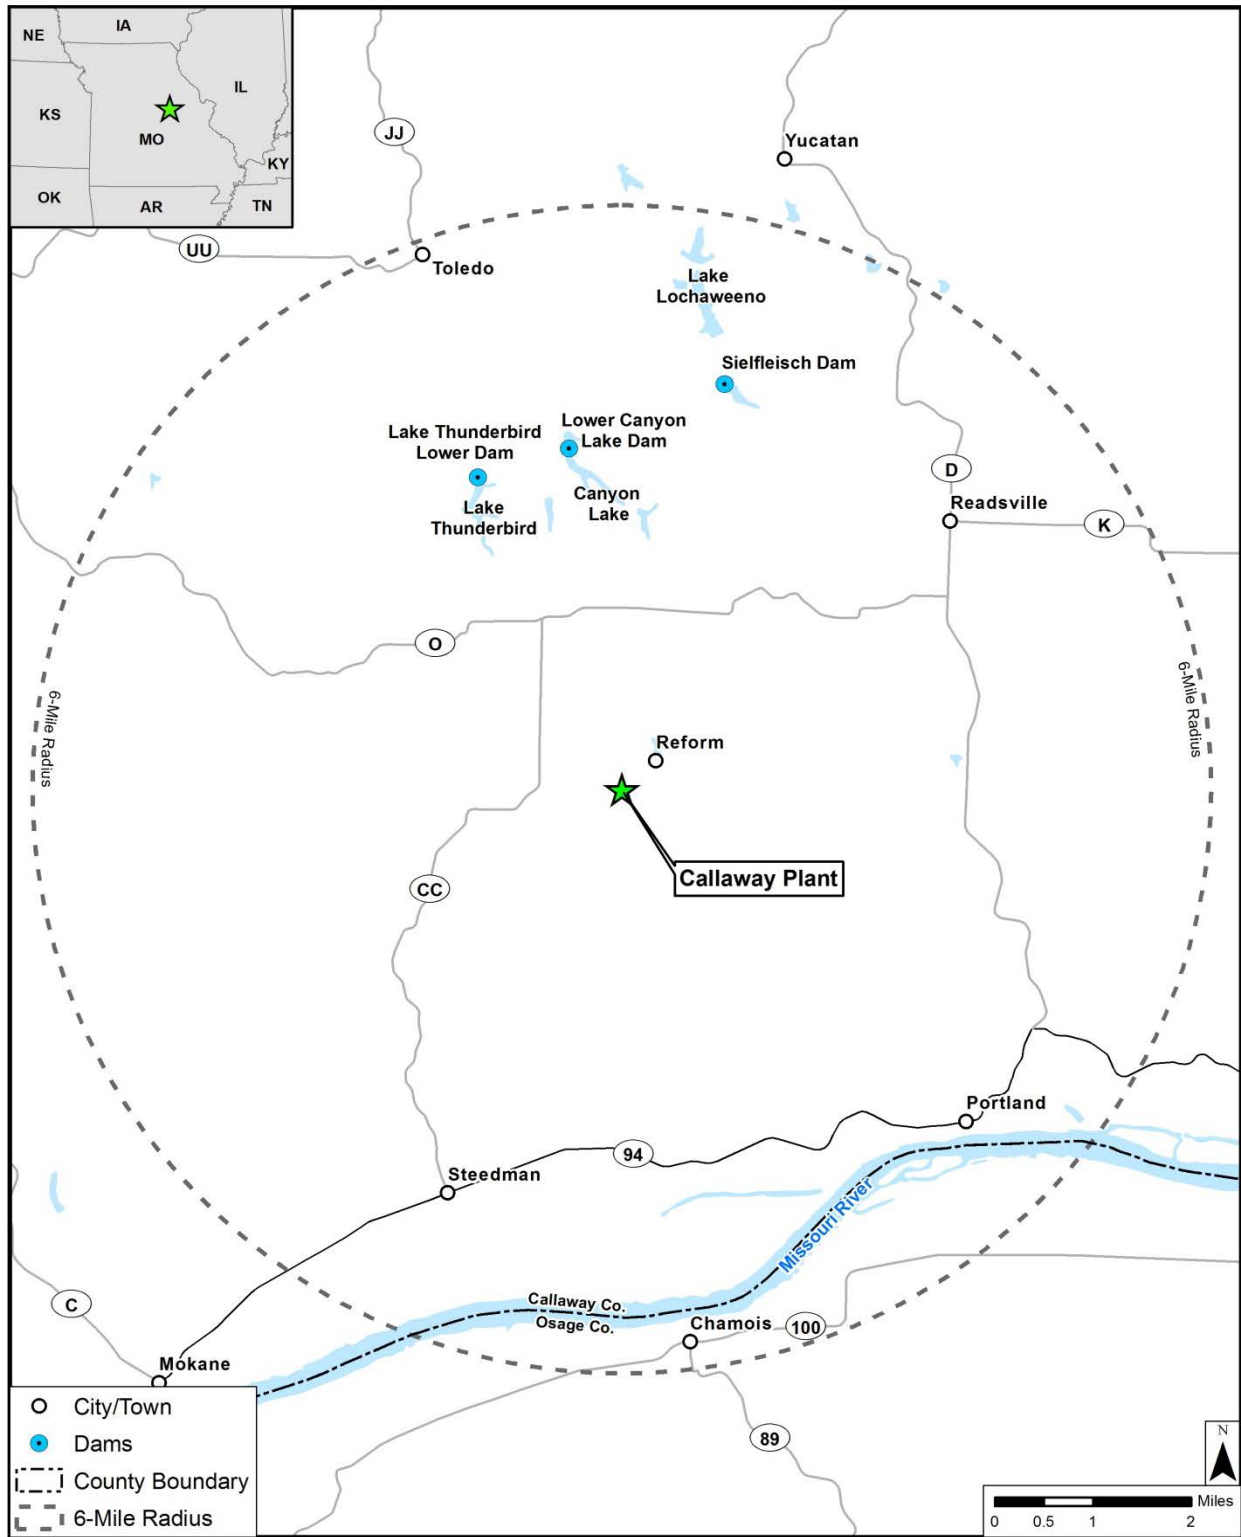 NE
IA
KS
IL
MO
KY
OK
AR
TN
JJ
Yucatan
UU
Toledo
Lake
Lochaweeno
Sielfleisch Dam
Lower Canyon
Lake Dam
Lake Thunderbird
Lower Dam
D
Canyon
Lake
Lake
Thunderbird
Readsville
K
O
6-Mile Radius
6-Mile Radius
Reform
Callaway Plant
CC
Portland
94
Steedman
Missouri River
C
Callaway Co.
Osage Co.
Chamois
100
Mokane
89
City/Town
Dams
County Boundary
6-Mile Radius
N
Miles
0 0.5 1 2